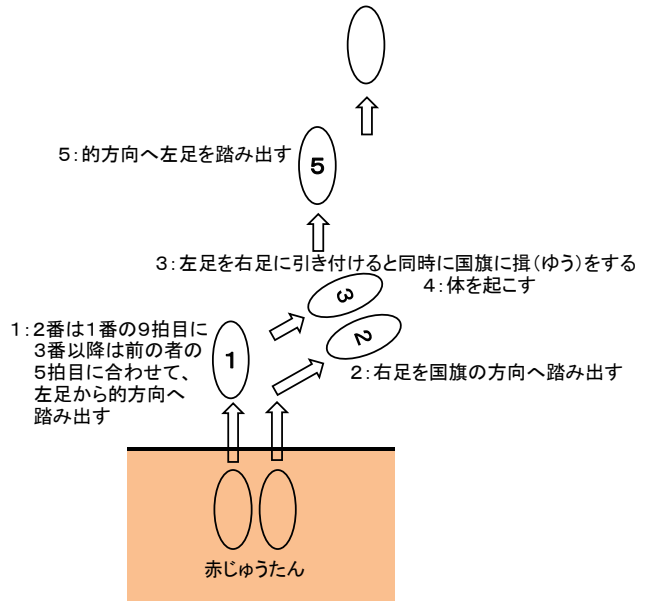 5:的方向へ左足を踏み出す
5
3:左足を右足に引き付けると同時に国旗に揖(ゆう)をする
3
4:体を起こす
1:2番は1番の9拍目に
3番以降は前の者の
5拍目に合わせて、
左足から的方向へ
踏み出す
1
2
2:右足を国旗の方向へ踏み出す
赤じゅうたん